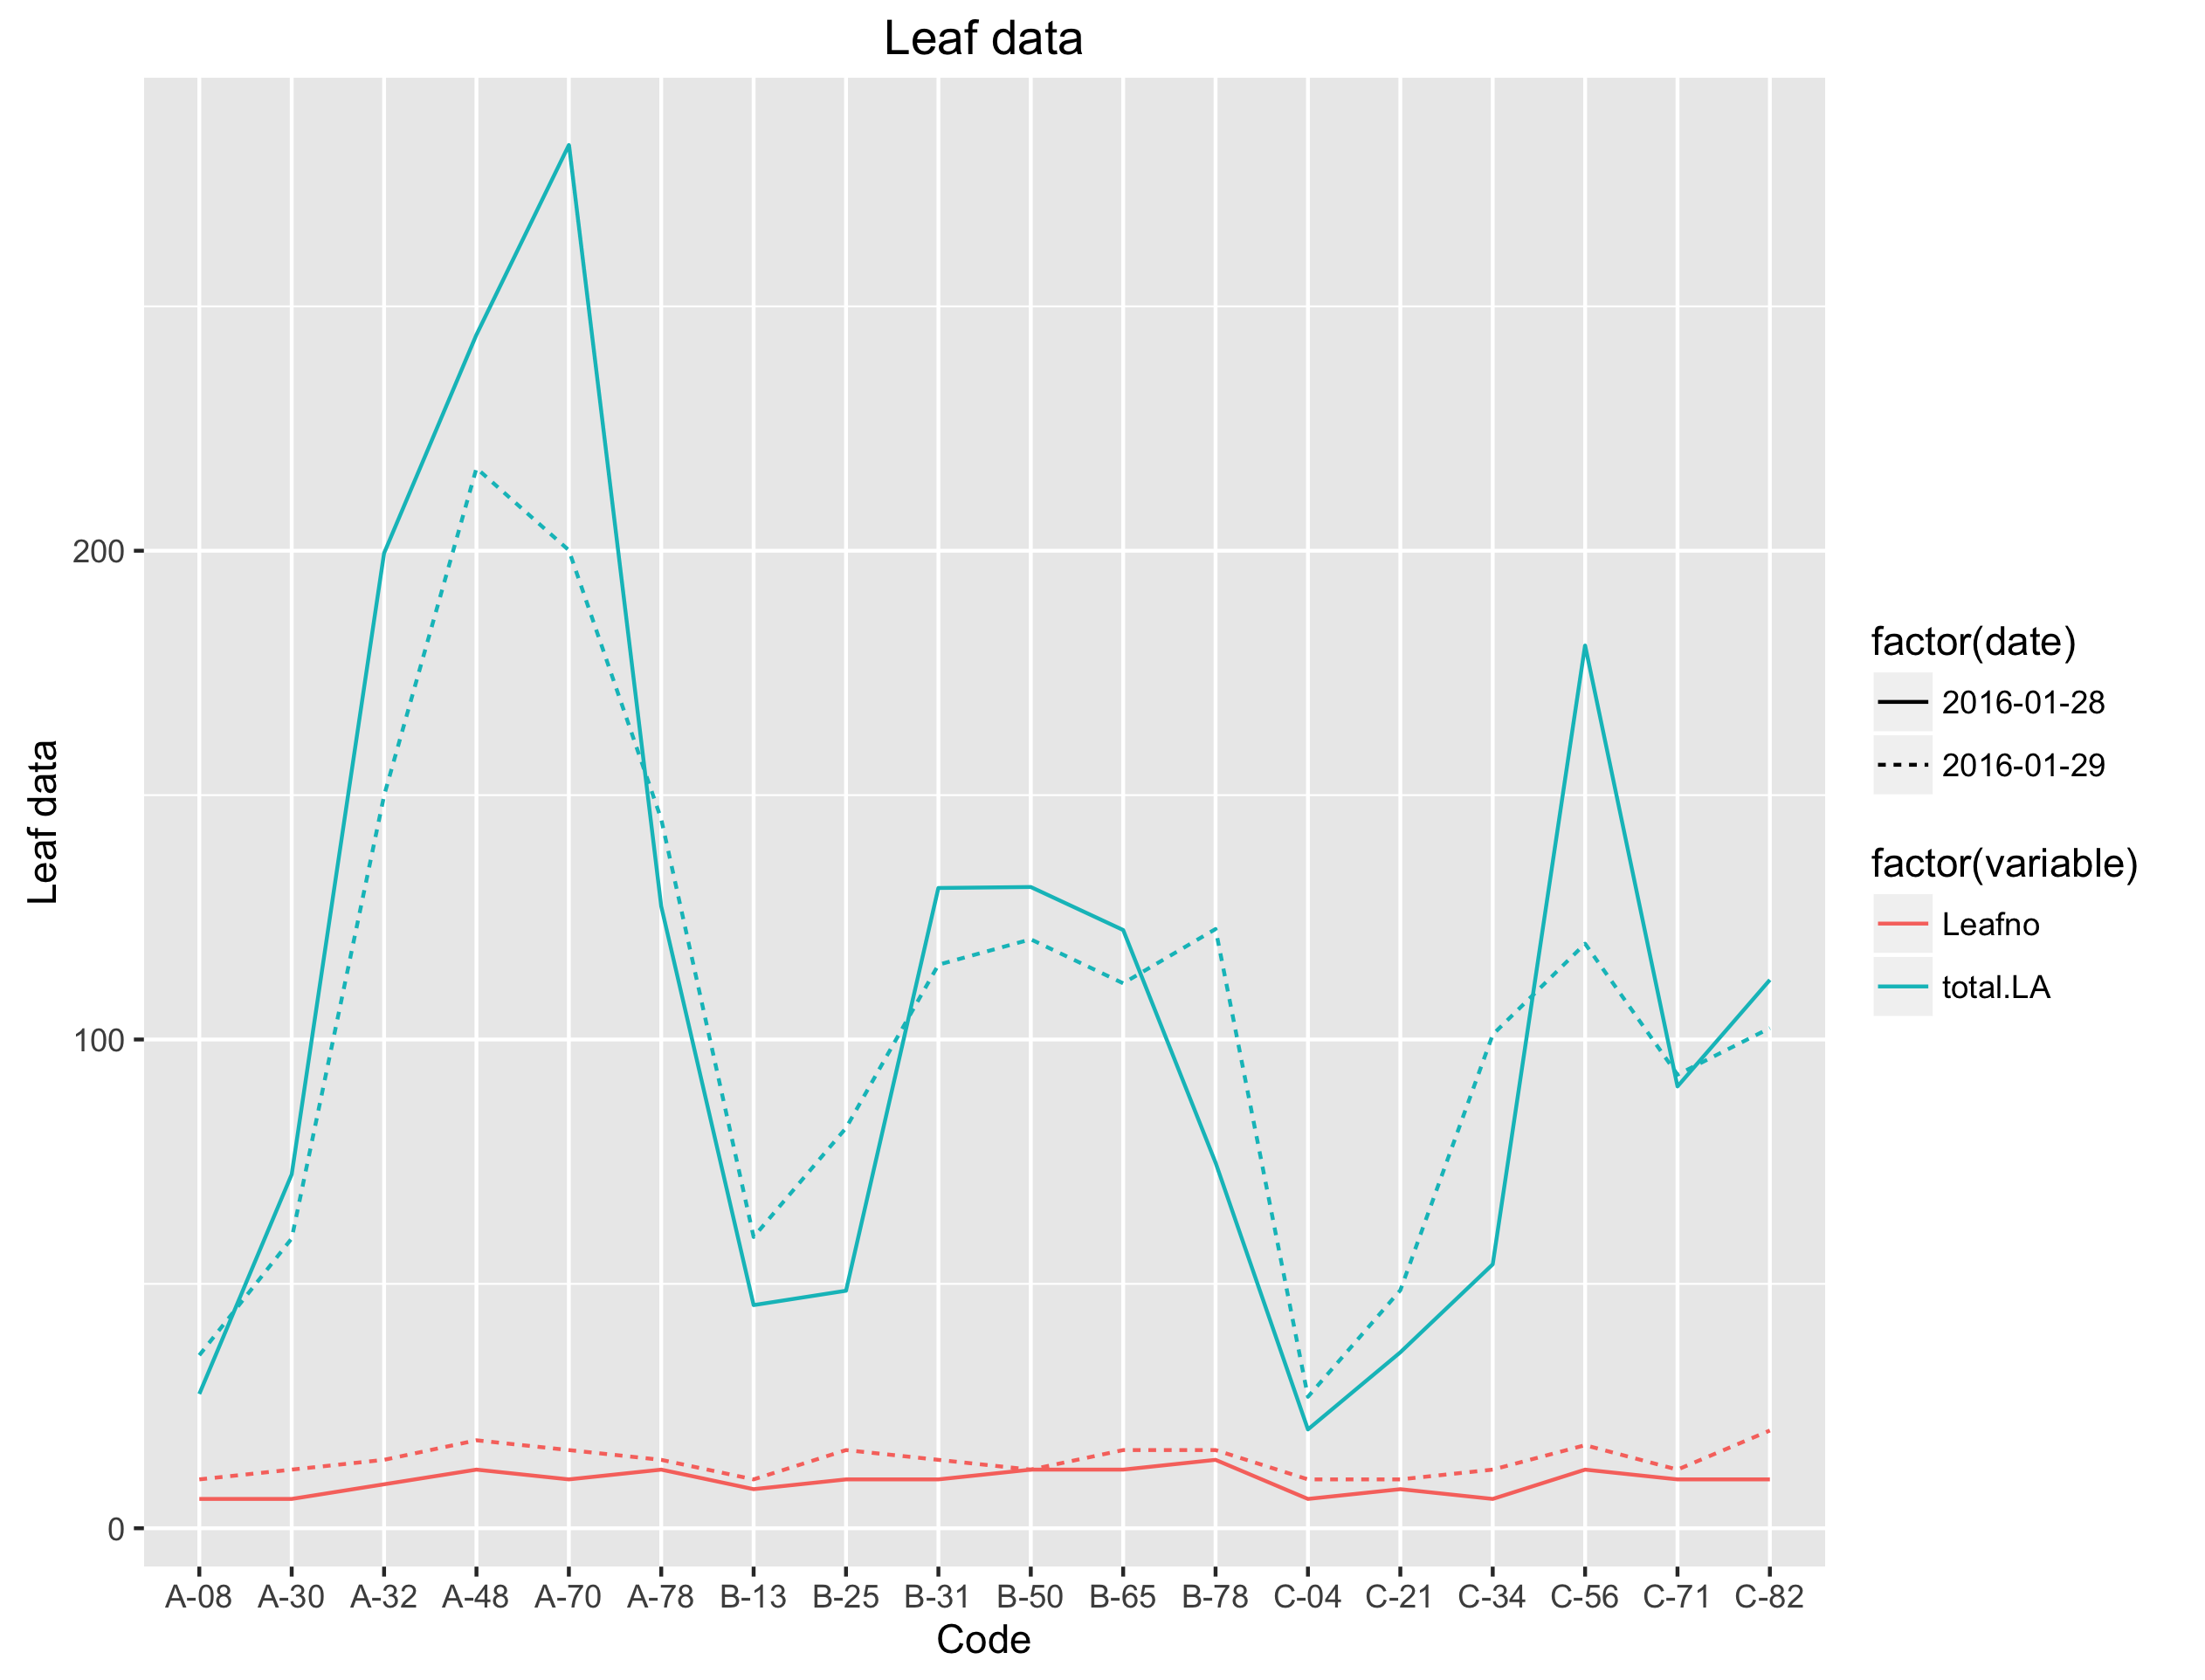 Leaf data
Leaf data
200
100
0
A-08 A-30 A-32 A-48 A-70 A-78 B-13 B-25 B-31 B-50 B-65 B-78 C-04 C-21 C-34 C-56 C-71 C-82
Code
factor(date)
2016-01-28
2016-01-29
factor(variable)
Leafno
total.LA